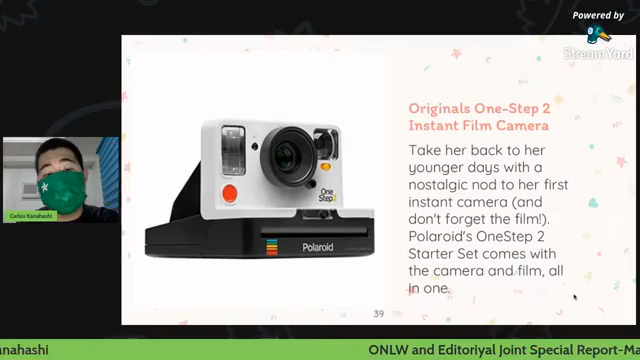 Powered by
StreamYard
Originals One-Step 2
Instant Film Camera
Take her back to her
younger days with a
nostalgic nod to her first
instant camera (and
don't forget the film!).
Polaroid's OneStep 2
Starter Set comes with
the camera and film, all
in one.
One
Step2
Polaroid
39
Carlos Kanahashi
anahashi
ONLW and Editoriyal Joint Special Report-Ma